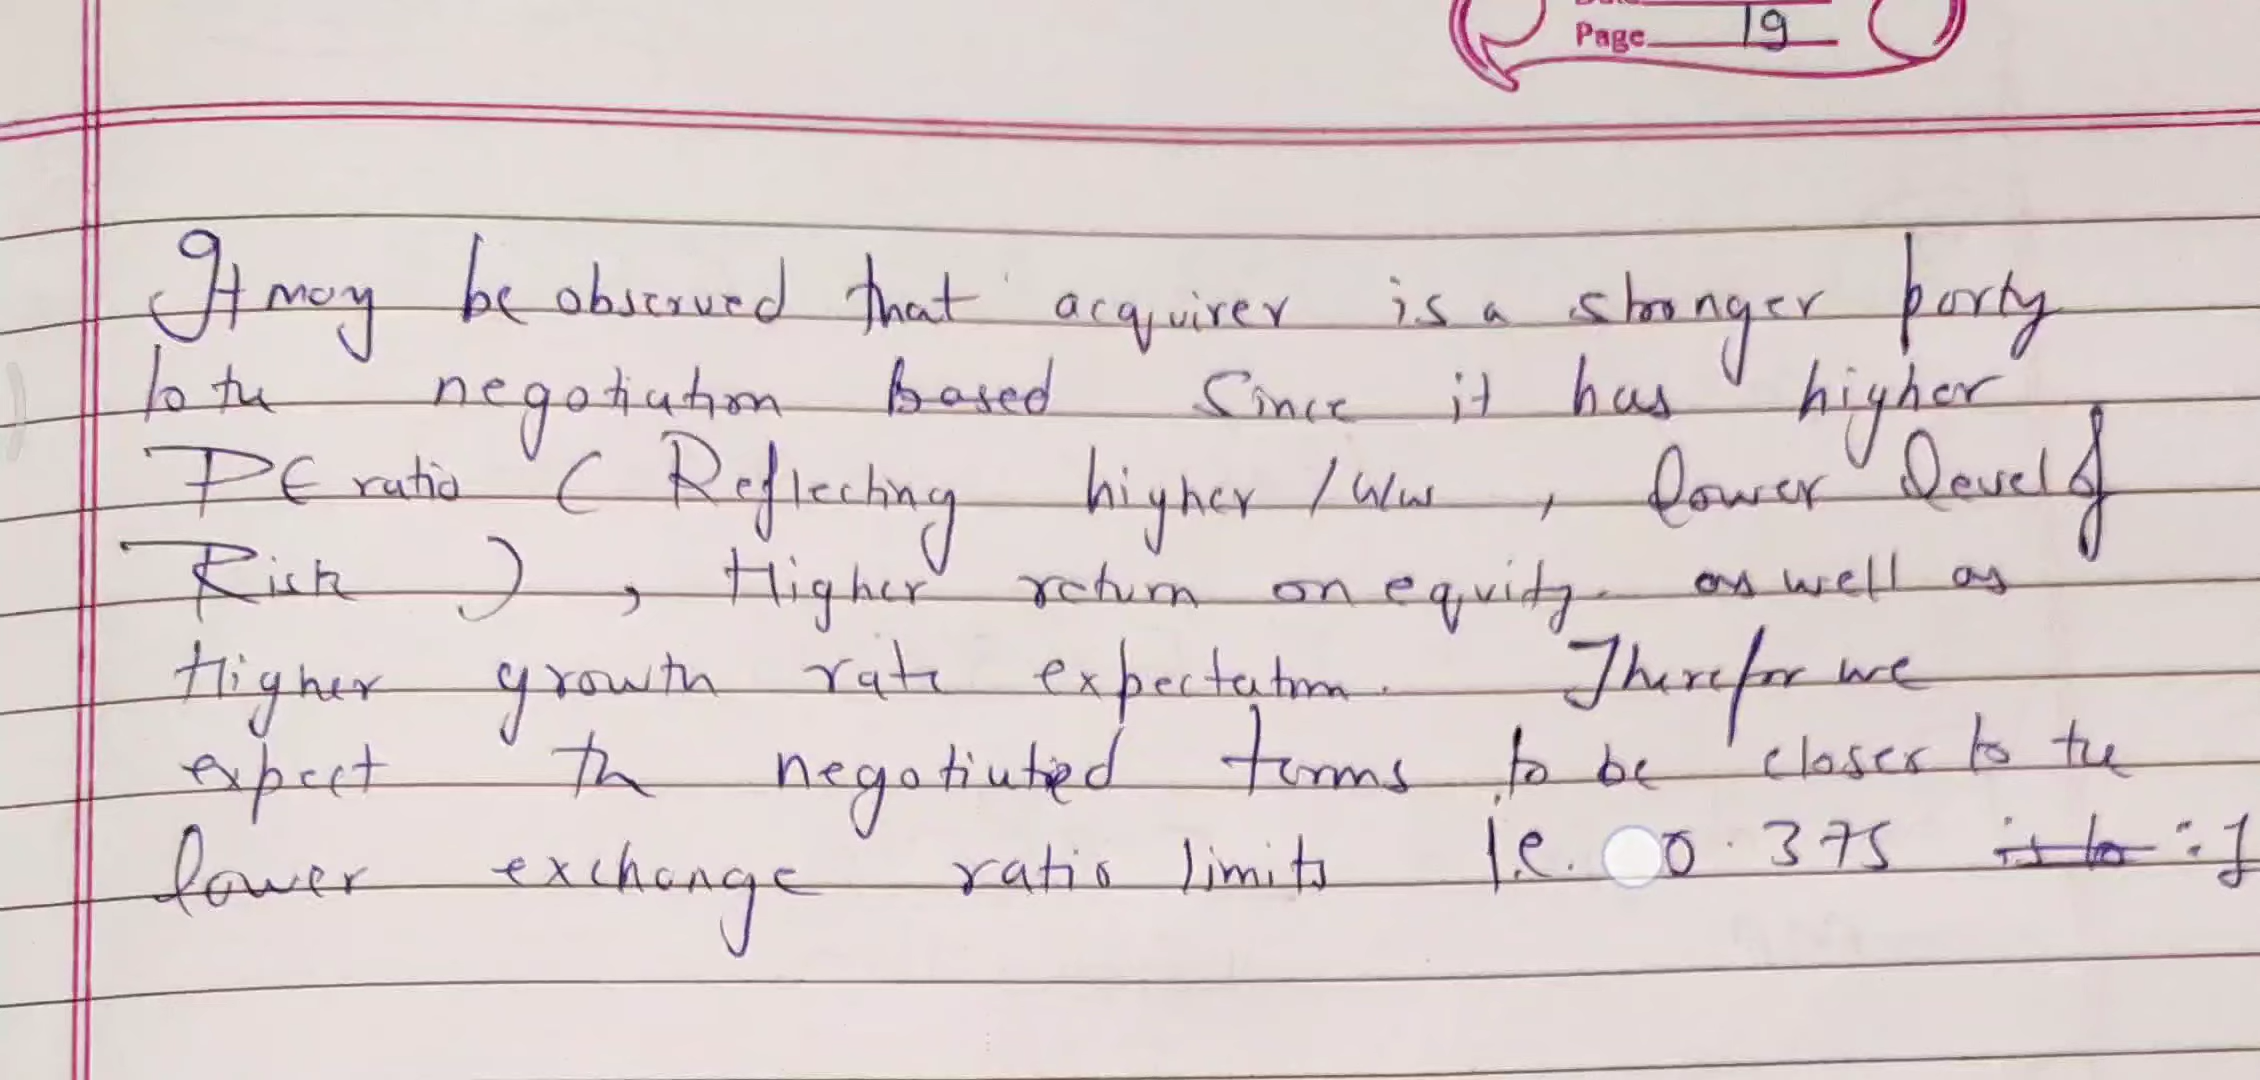 Page 19
It may be observed that acquirer is a stronger party
to the negotiation based Since it has higher
PE ratio ( Reflecting higher / , lower level of
Risk ) , Higher return on equity as well as
Higher growth rate expectation. Therefor we
expect the negotiated terms to be closer to the
lower exchange ratio limits i.e. 0.375 is to : 1